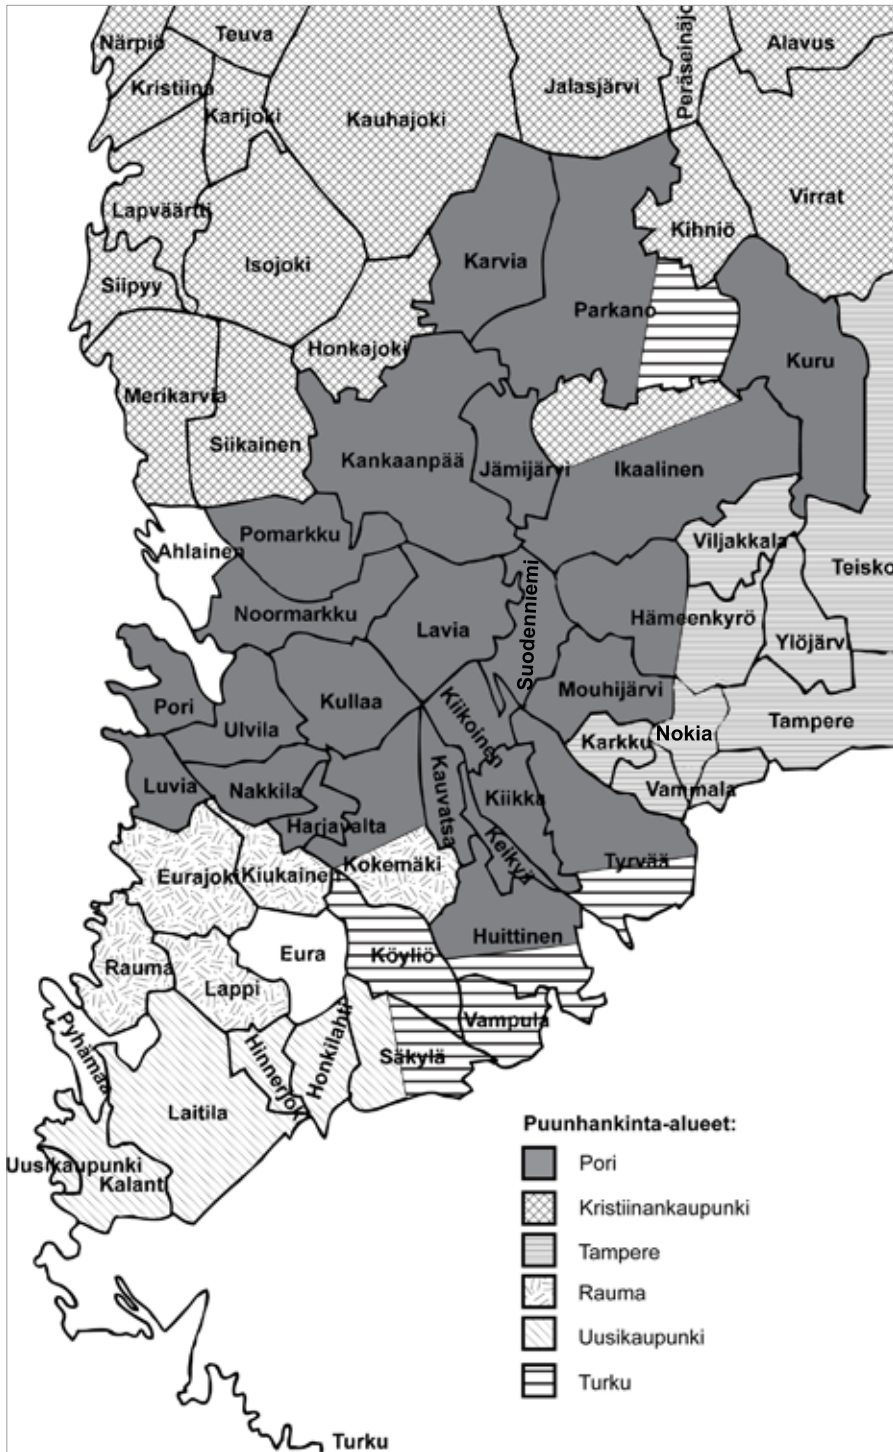 Närpiö
Teuva
Peräseinäjo
Alavus
Kristiina
Karijoki
Kauhajoki
Jalasjärvi
Lapväärtti
Virrat
Kihniö
Isojoki
Karvia
Siipyy
Parkano
Honkajoki
Kuru
Merikarvia
Siikainen
Kankaanpää
Jämijärvi
Ikaalinen
Pomarkku
Viljakkala
Ahlainen
Teisko
Noormarkku
Lavia
Suodenniemi
Hämeenkyrö
Ylöjärvi
Mouhijärvi
Pori
Ulvila
Kullaa
Kiikoinen
Karkku
Nokia
Tampere
Luvia
Nakkila
Kauvatsa
Kiikka
Vammala
Harjavalta
Keikyä
Eurajoki
Kiukainen
Kokemäki
Tyrvää
Huittinen
Rauma
Lappi
Eura
Köyliö
Pyhämaa
Hinnerjoki
Honkilahti
Säkylä
Vampula
Laitila
Uusikaupunki
Kalanti
Puunhankinta-alueet:
Pori
Kristiinankaupunki
Tampere
Rauma
Uusikaupunki
Turku
Turku